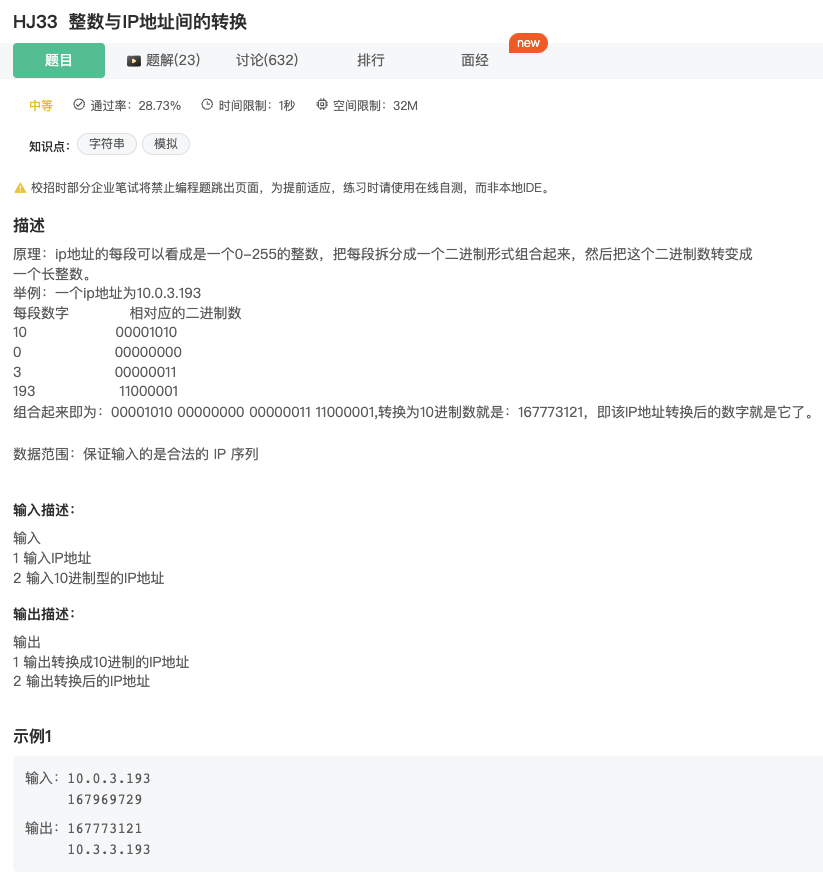 HJ33 整数与IP地址间的转换
new
题目 题解(23) 讨论(632) 排行 面经
中等 通过率：28.73% 时间限制：1秒 空间限制：32M
知识点： 字符串 模拟
校招时部分企业笔试将禁止编程题跳出页面，为提前适应，练习时请使用在线自测，而非本地IDE。
描述
原理：ip地址的每段可以看成是一个0-255的整数，把每段拆分成一个二进制形式组合起来，然后把这个二进制数转变成
一个长整数。
举例：一个ip地址为10.0.3.193
每段数字 相对应的二进制数
10 00001010
0 00000000
3 00000011
193 11000001
组合起来即为：00001010 00000000 00000011 11000001,转换为10进制数就是：167773121，即该IP地址转换后的数字就是它了。
数据范围：保证输入的是合法的 IP 序列
输入描述：
输入
1 输入IP地址
2 输入10进制型的IP地址
输出描述：
输出
1 输出转换成10进制的IP地址
2 输出转换后的IP地址
示例1
输入：10.0.3.193
167969729
输出：167773121
10.3.3.193